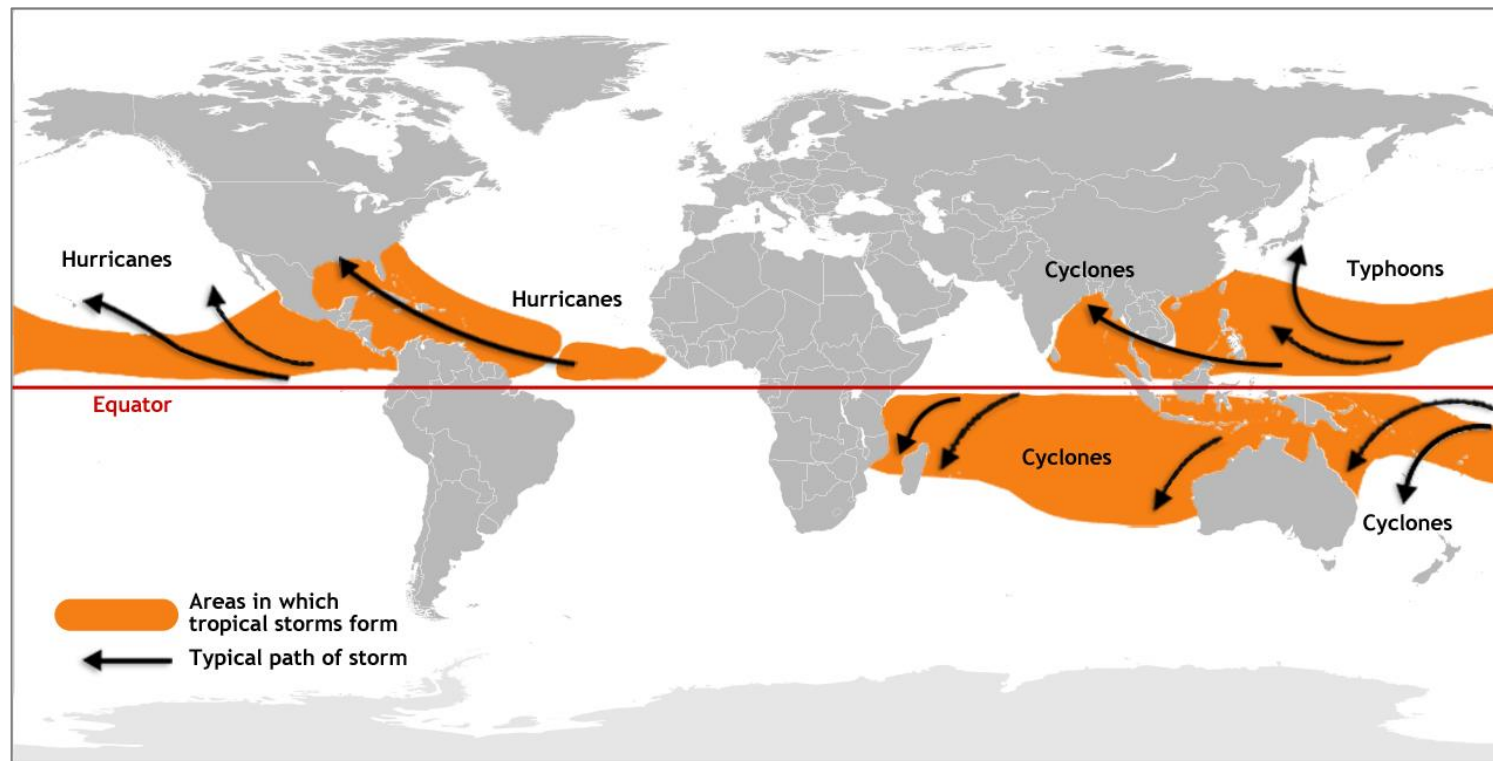 Hurricanes
Hurricanes
Cyclones
Typhoons
Equator
Cyclones
Cyclones
Areas in which
tropical storms form
Typical path of storm